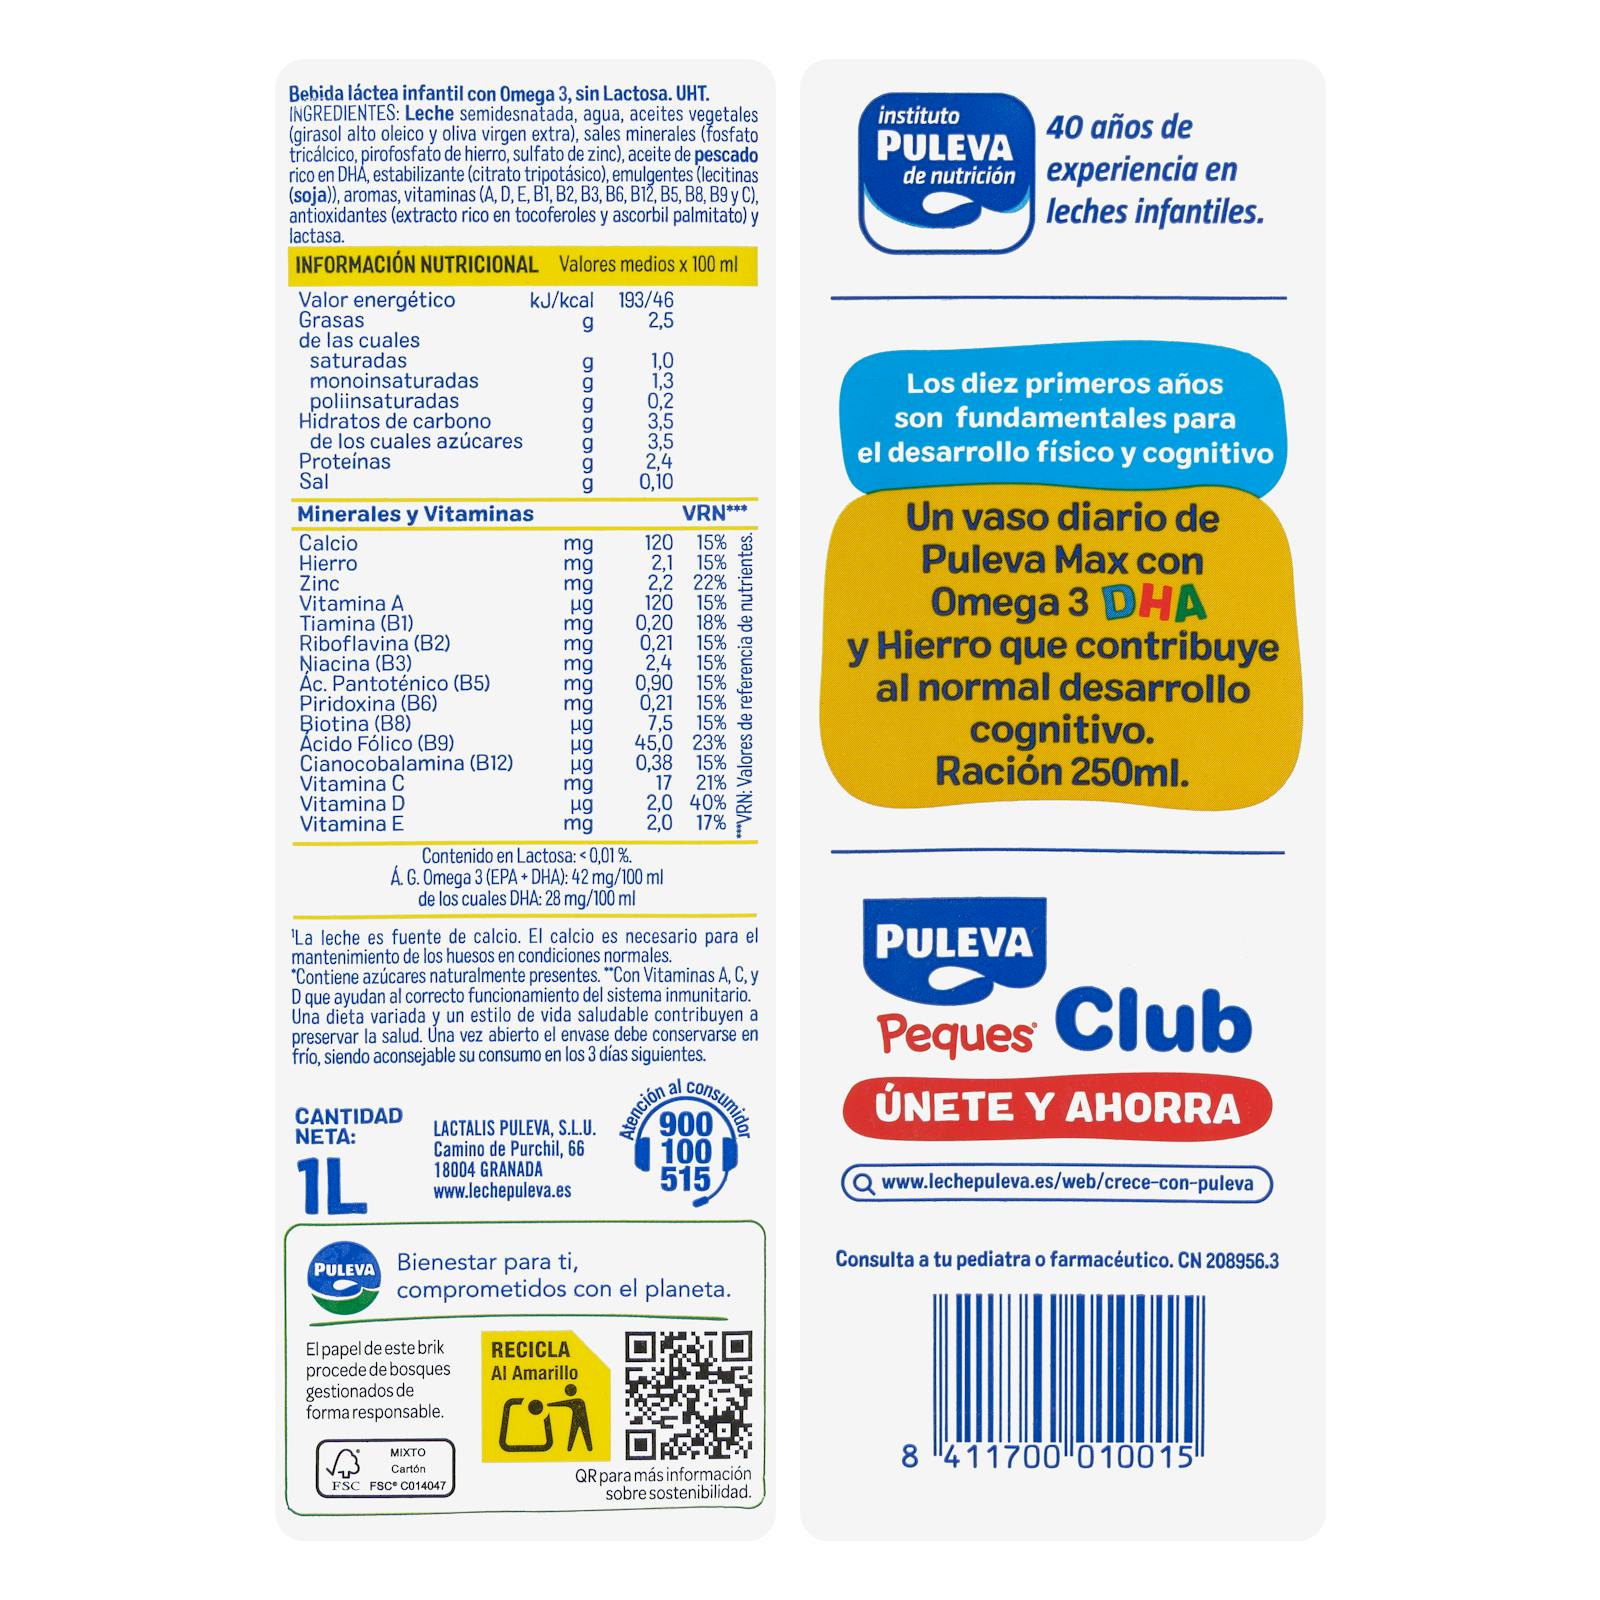 Bebida láctea infantil con Omega 3, sin Lactosa. UHT.
INGREDIENTES: Leche semidesnatada, agua, aceites vegetales
(girasol alto oleico y oliva virgen extra), sales minerales (fosfato
tricálcico, pirofosfato de hierro, sulfato de zinc), aceite de pescado
rico en DHA, estabilizante (citrato tripotásico), emulgentes (lecitinas
(soja)), aromas, vitaminas (A, D, E, B1, B2, B3, B6, B12, B5, B8, B9 y C),
antioxidantes (extracto rico en tocoferoles y ascorbil palmitato) y
lactasa.
INFORMACIÓN NUTRICIONAL Valores medios x 100 ml
Valor energético kJ/kcal 193/46
Grasas g 2,5
de las cuales
saturadas g 1,0
monoinsaturadas g 1,3
poliinsaturadas g 0,2
Hidratos de carbono g 3,5
de los cuales azúcares g 3,5
Proteínas g 2,4
Sal g 0,10
Minerales y Vitaminas VRN***
Calcio mg 120 15%
Hierro mg 2,1 15%
Zinc mg 2,2 22%
Vitamina A µg 120 15%
Tiamina (B1) mg 0,20 18%
Riboflavina (B2) mg 0,21 15%
Niacina (B3) mg 2,4 15%
Ác. Pantoténico (B5) mg 0,90 15%
Piridoxina (B6) mg 0,21 15%
Biotina (B8) µg 7,5 15%
Ácido Fólico (B9) µg 45,0 23%
Cianocobalamina (B12) µg 0,38 15%
Vitamina C mg 17 21%
Vitamina D µg 2,0 40%
Vitamina E mg 2,0 17%
***VRN: Valores de referencia de nutrientes.
Contenido en Lactosa: < 0,01 %.
Á. G. Omega 3 (EPA + DHA): 42 mg/100 ml
de los cuales DHA: 28 mg/100 ml
¹La leche es fuente de calcio. El calcio es necesario para el
mantenimiento de los huesos en condiciones normales.
*Contiene azúcares naturalmente presentes. **Con Vitaminas A, C, y
D que ayudan al correcto funcionamiento del sistema inmunitario.
Una dieta variada y un estilo de vida saludable contribuyen a
preservar la salud. Una vez abierto el envase debe conservarse en
frío, siendo aconsejable su consumo en los 3 días siguientes.
CANTIDAD
NETA:
1L
LACTALIS PULEVA, S.L.U.
Camino de Purchil, 66
18004 GRANADA
www.lechepuleva.es
Atención al consumidor
900
100
515
PULEVA
Bienestar para ti,
comprometidos con el planeta.
El papel de este brik
procede de bosques
gestionados de
forma responsable.
RECICLA
Al Amarillo
MIXTO
Cartón
FSC
FSC® C014047
QR para más información
sobre sostenibilidad.
instituto
PULEVA
de nutrición
40 años de
experiencia en
leches infantiles.
Los diez primeros años
son fundamentales para
el desarrollo físico y cognitivo
Un vaso diario de
Puleva Max con
Omega 3 DHA
y Hierro que contribuye
al normal desarrollo
cognitivo.
Ración 250ml.
PULEVA
Peques® Club
ÚNETE Y AHORRA
www.lechepuleva.es/web/crece-con-puleva
Consulta a tu pediatra o farmacéutico. CN 208956.3
8 411700 010015